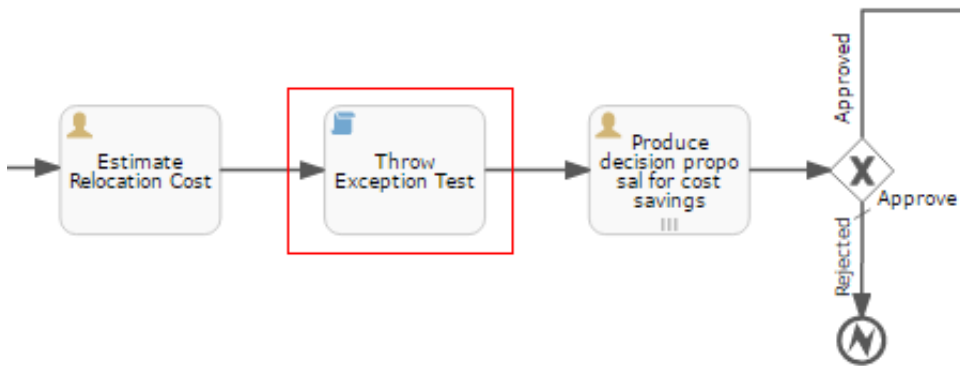 Estimate
Relocation Cost
Throw
Exception Test
Produce
decision propo
sal for cost
savings
Approved
X
Approve
Rejected